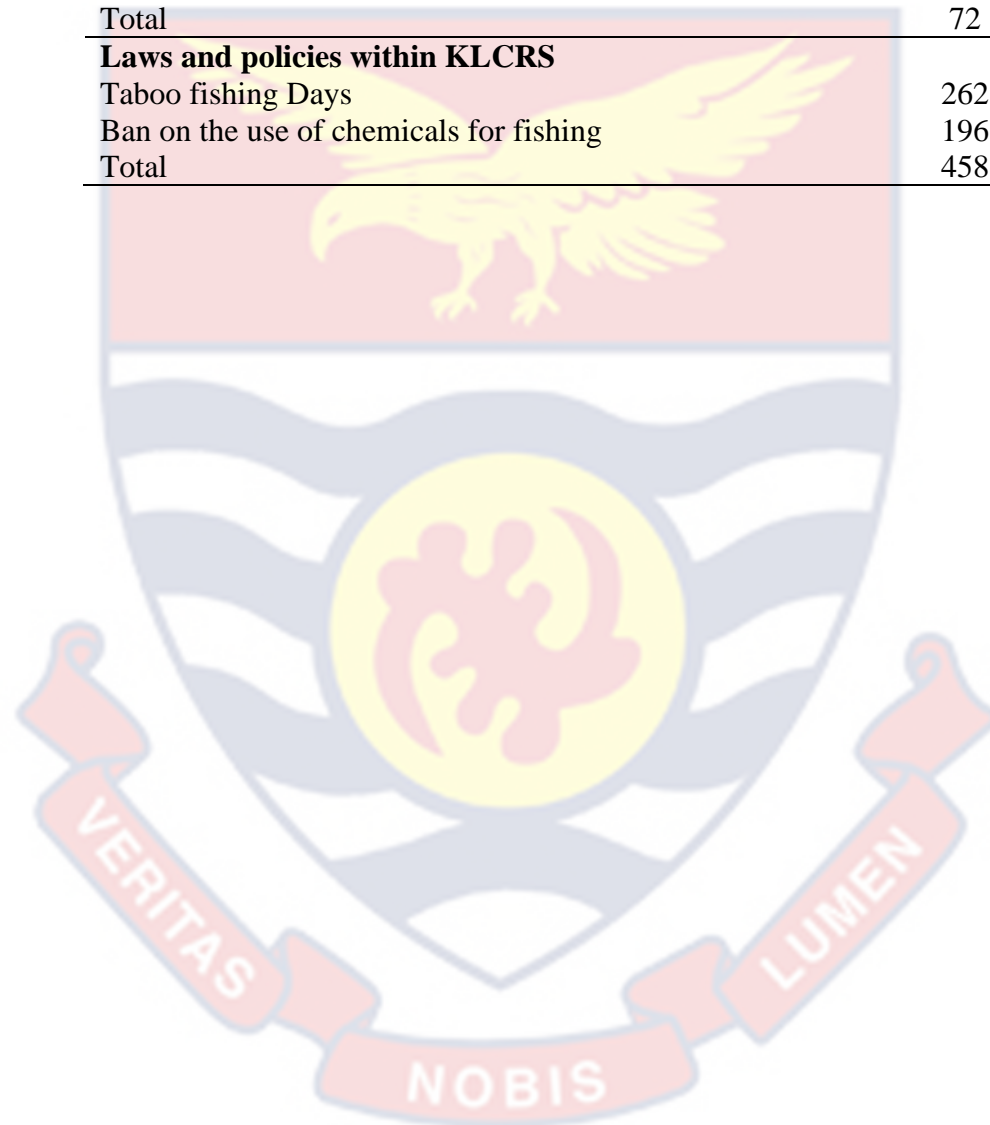 Total 72
Laws and policies within KLCRS
Taboo fishing Days 262
Ban on the use of chemicals for fishing 196
Total 458
VERITAS NOBIS LUMEN